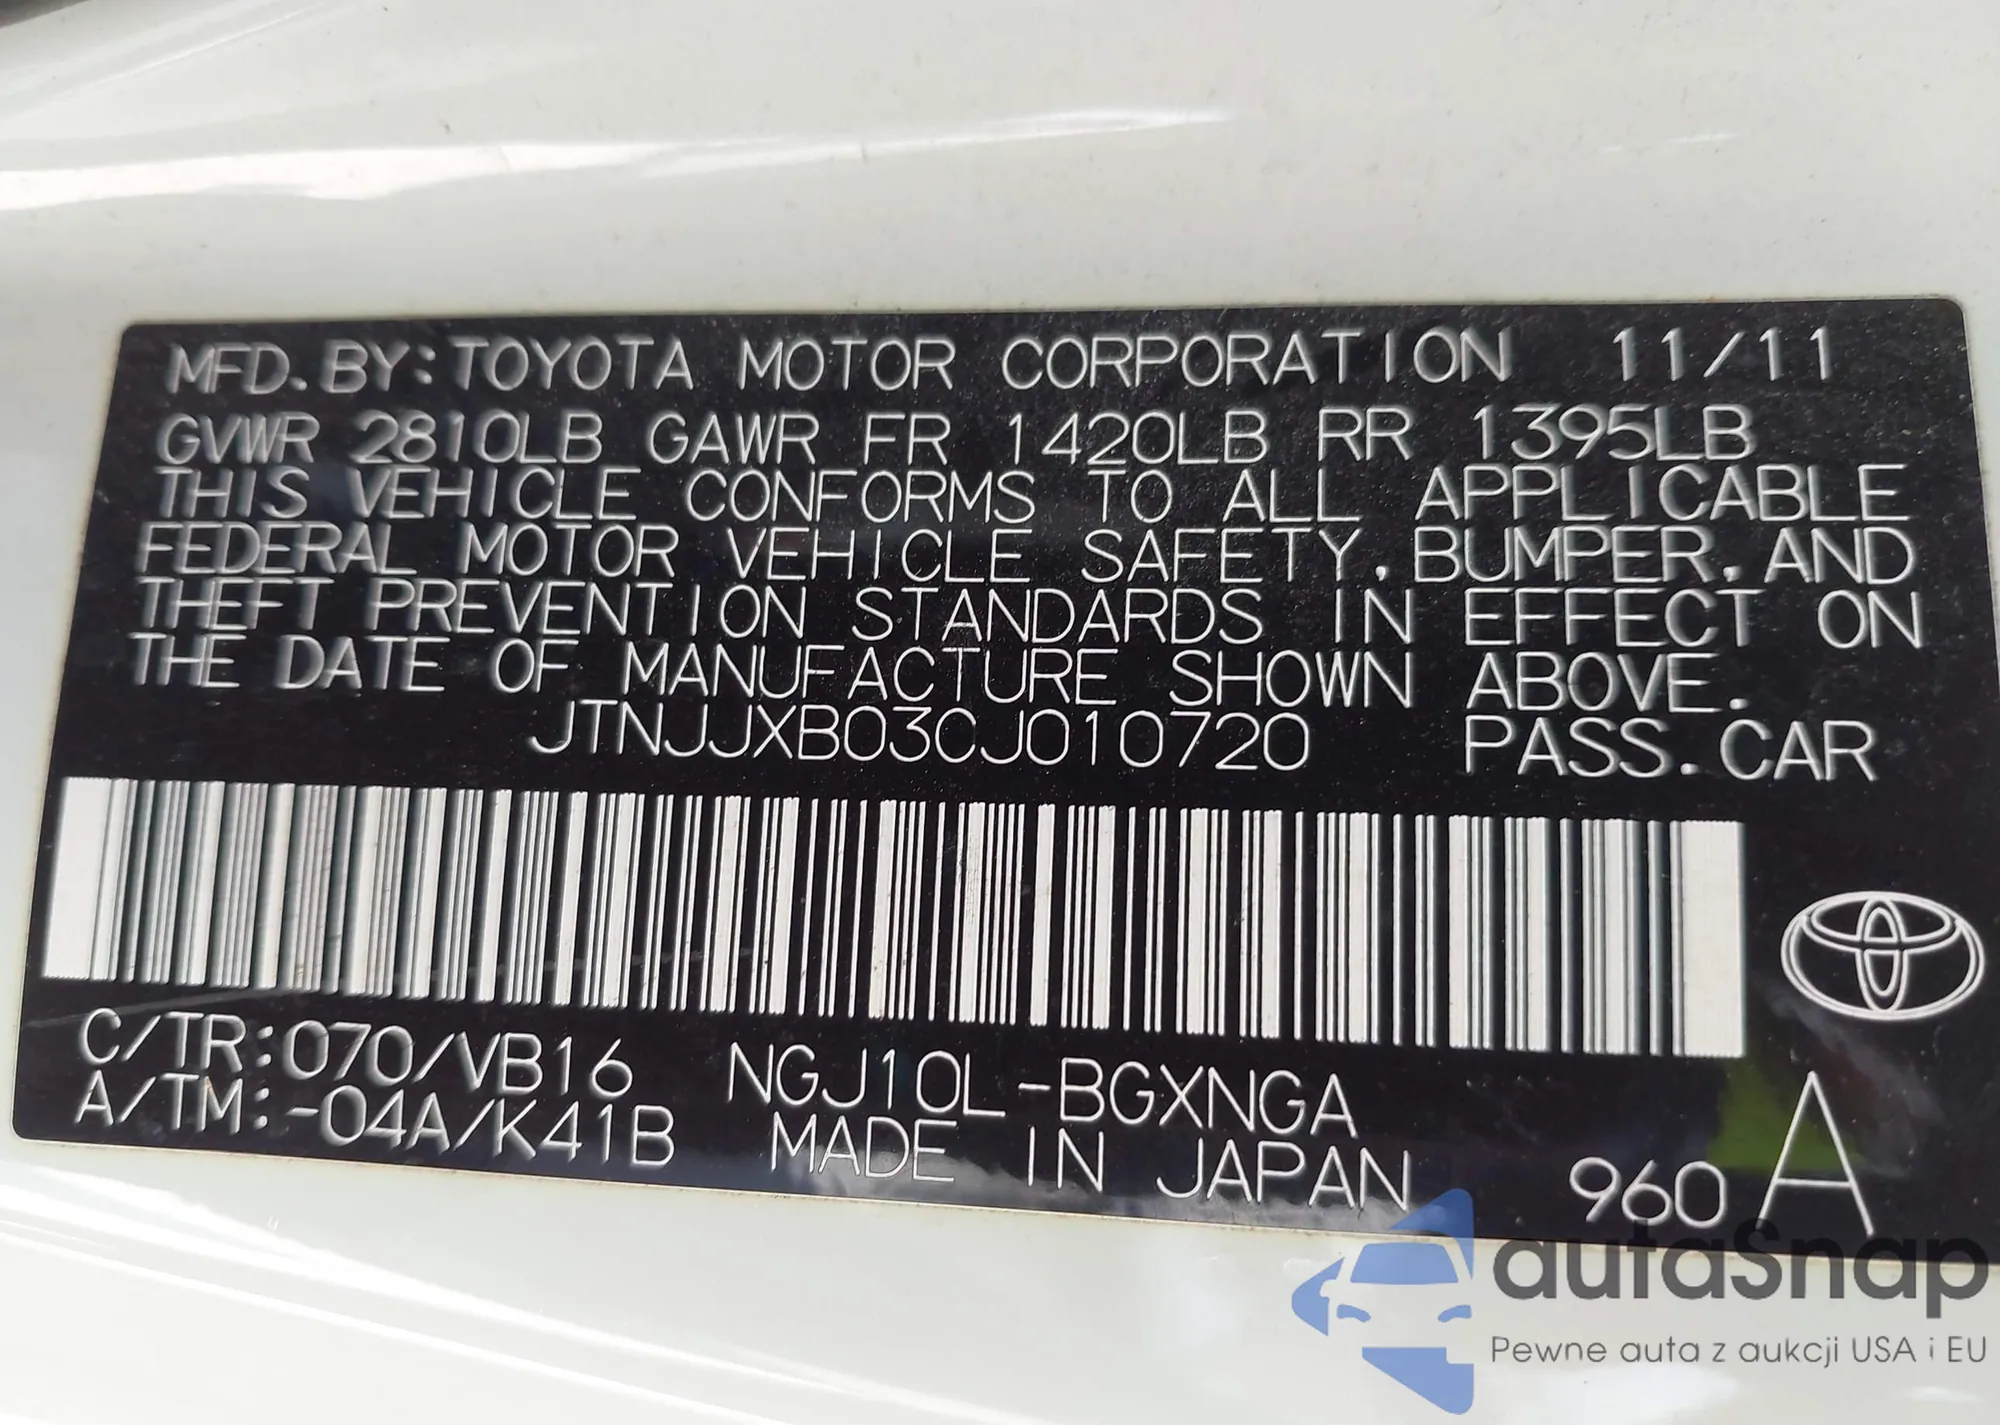 MFD. BY: TOYOTA MOTOR CORPORATION 11/11
GVWR 2810LB GAWR FR 1420LB RR 1395LB
THIS VEHICLE CONFORMS TO ALL APPLICABLE
FEDERAL MOTOR VEHICLE SAFETY, BUMPER, AND
THEFT PREVENTION STANDARDS IN EFFECT ON
THE DATE OF MANUFACTURE SHOWN ABOVE.
JTNJJXB03CJ010720 PASS. CAR
C/TR:070/VB16 NGJ10L-BGXNGA
A/TM:-04A/K41B MADE IN JAPAN
960 A
autaSnap
Pewne auta z aukcji USA i EU